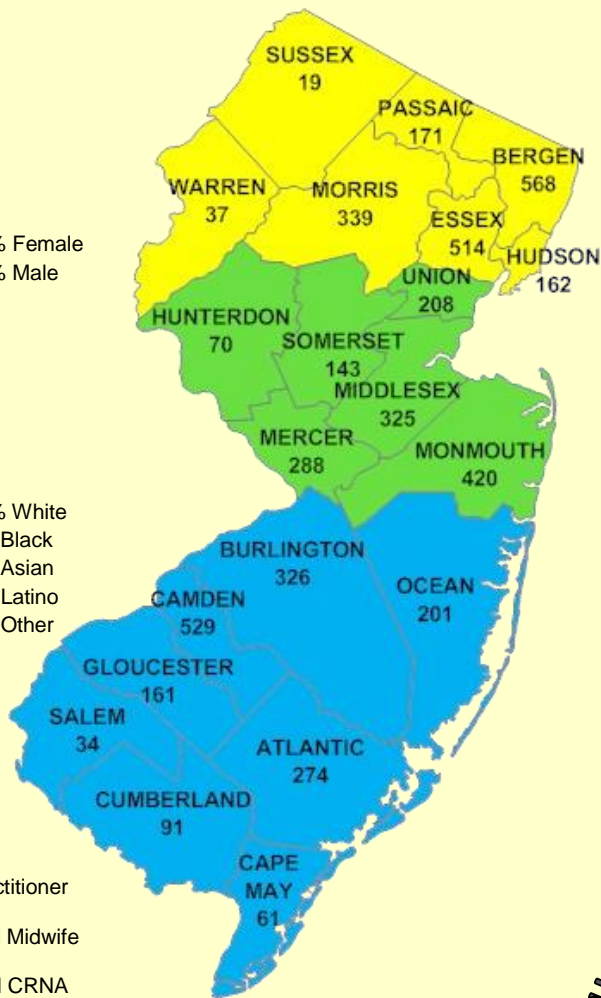 SUSSEX
19
PASSAIC
171
BERGEN
568
WARREN
37
MORRIS
339
ESSEX
514
% Female
% Male
HUDSON
162
UNION
208
HUNTERDON
70
SOMERSET
143
MIDDLESEX
325
MERCER
288
MONMOUTH
420
% White
Black
Asian
Latino
Other
BURLINGTON
326
OCEAN
201
CAMDEN
529
GLOUCESTER
161
SALEM
34
ATLANTIC
274
CUMBERLAND
91
CAPE
MAY
61
Midwife
CRNA